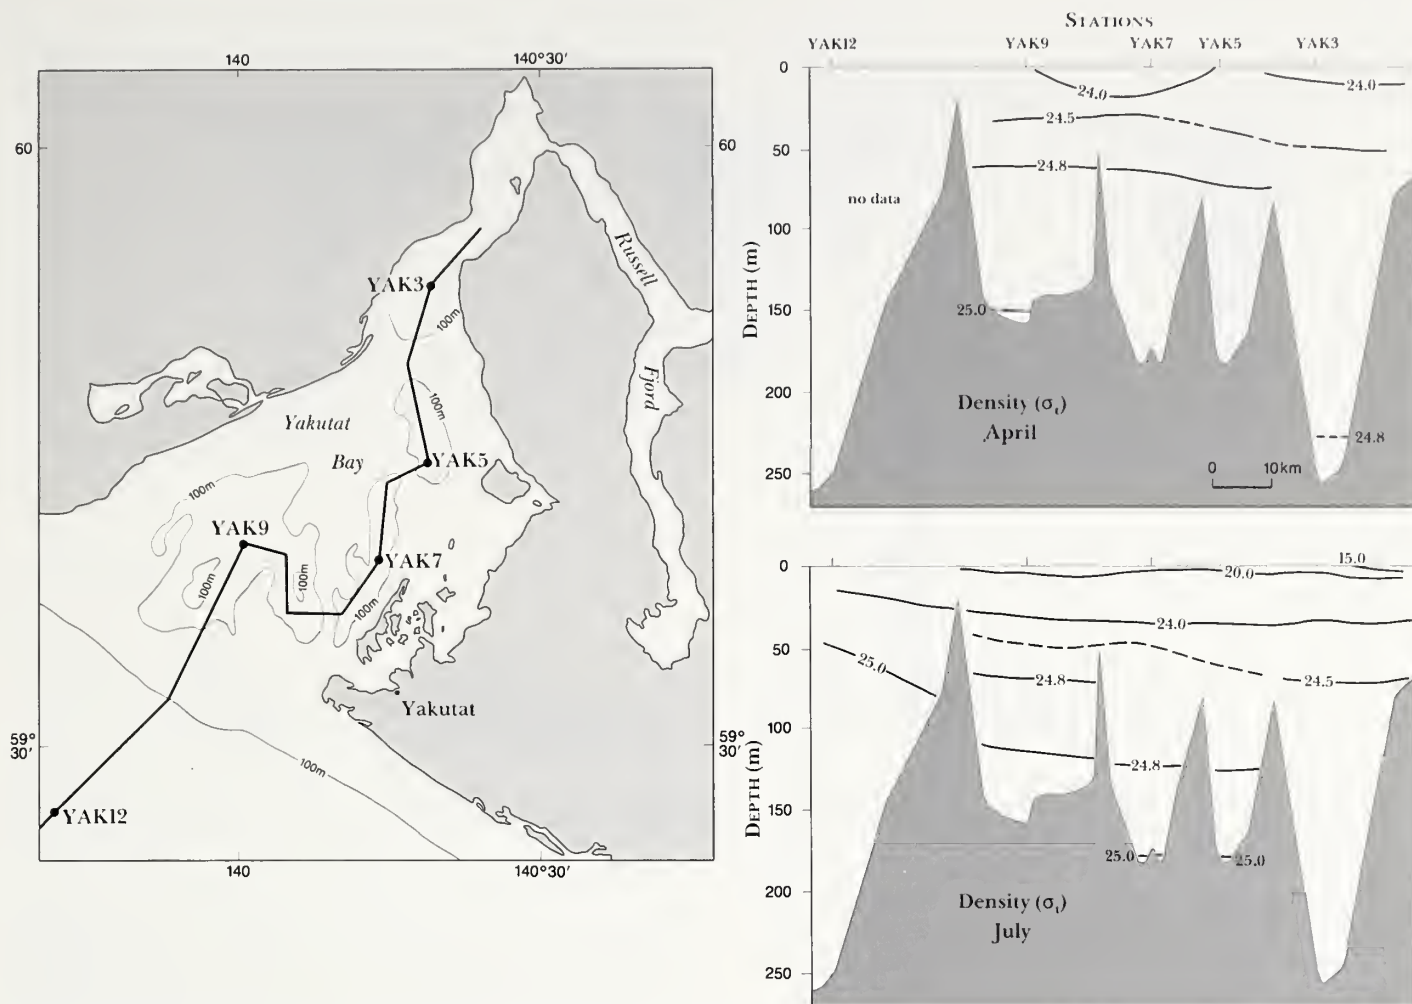 140
140°30'
60
60
Russell
Fjord
YAK3
100m
100m
Yakutat
Bay
YAK5
100m
YAK9
YAK7
100m
100m
100m
Yakutat
59°
30'
59°
30'
100m
YAK12
140
140°30'
STATIONS
YAK12
YAK9
YAK7
YAK5
YAK3
0
50
100
150
200
250
DEPTH (m)
24.0
24.0
24.5
24.8
no data
25.0
24.8
Density (σt)
April
0
10km
0
50
100
150
200
250
DEPTH (m)
15.0
20.0
24.0
25.0
24.5
24.8
24.8
25.0
25.0
Density (σt)
July